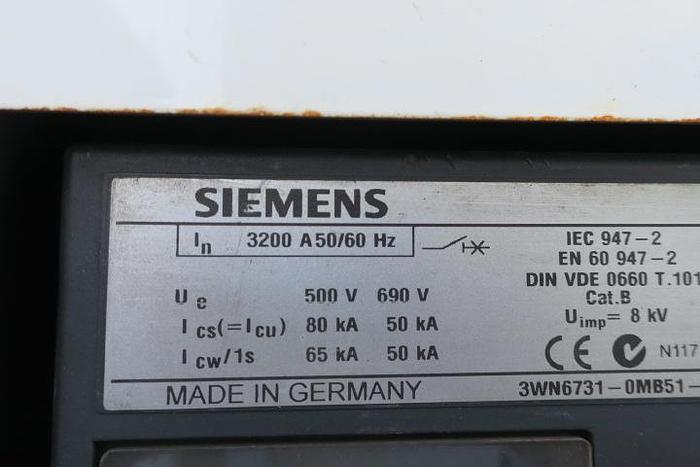 SIEMENS
In 3200 A 50/60 Hz
IEC 947-2
EN 60 947-2
DIN VDE 0660 T.101
Cat.B
Ue 500 V 690 V
Uimp= 8 kV
Ics(=Icu) 80 kA 50 kA
Icw/1s 65 kA 50 kA
CE N117
MADE IN GERMANY 3WN6731-0MB51-